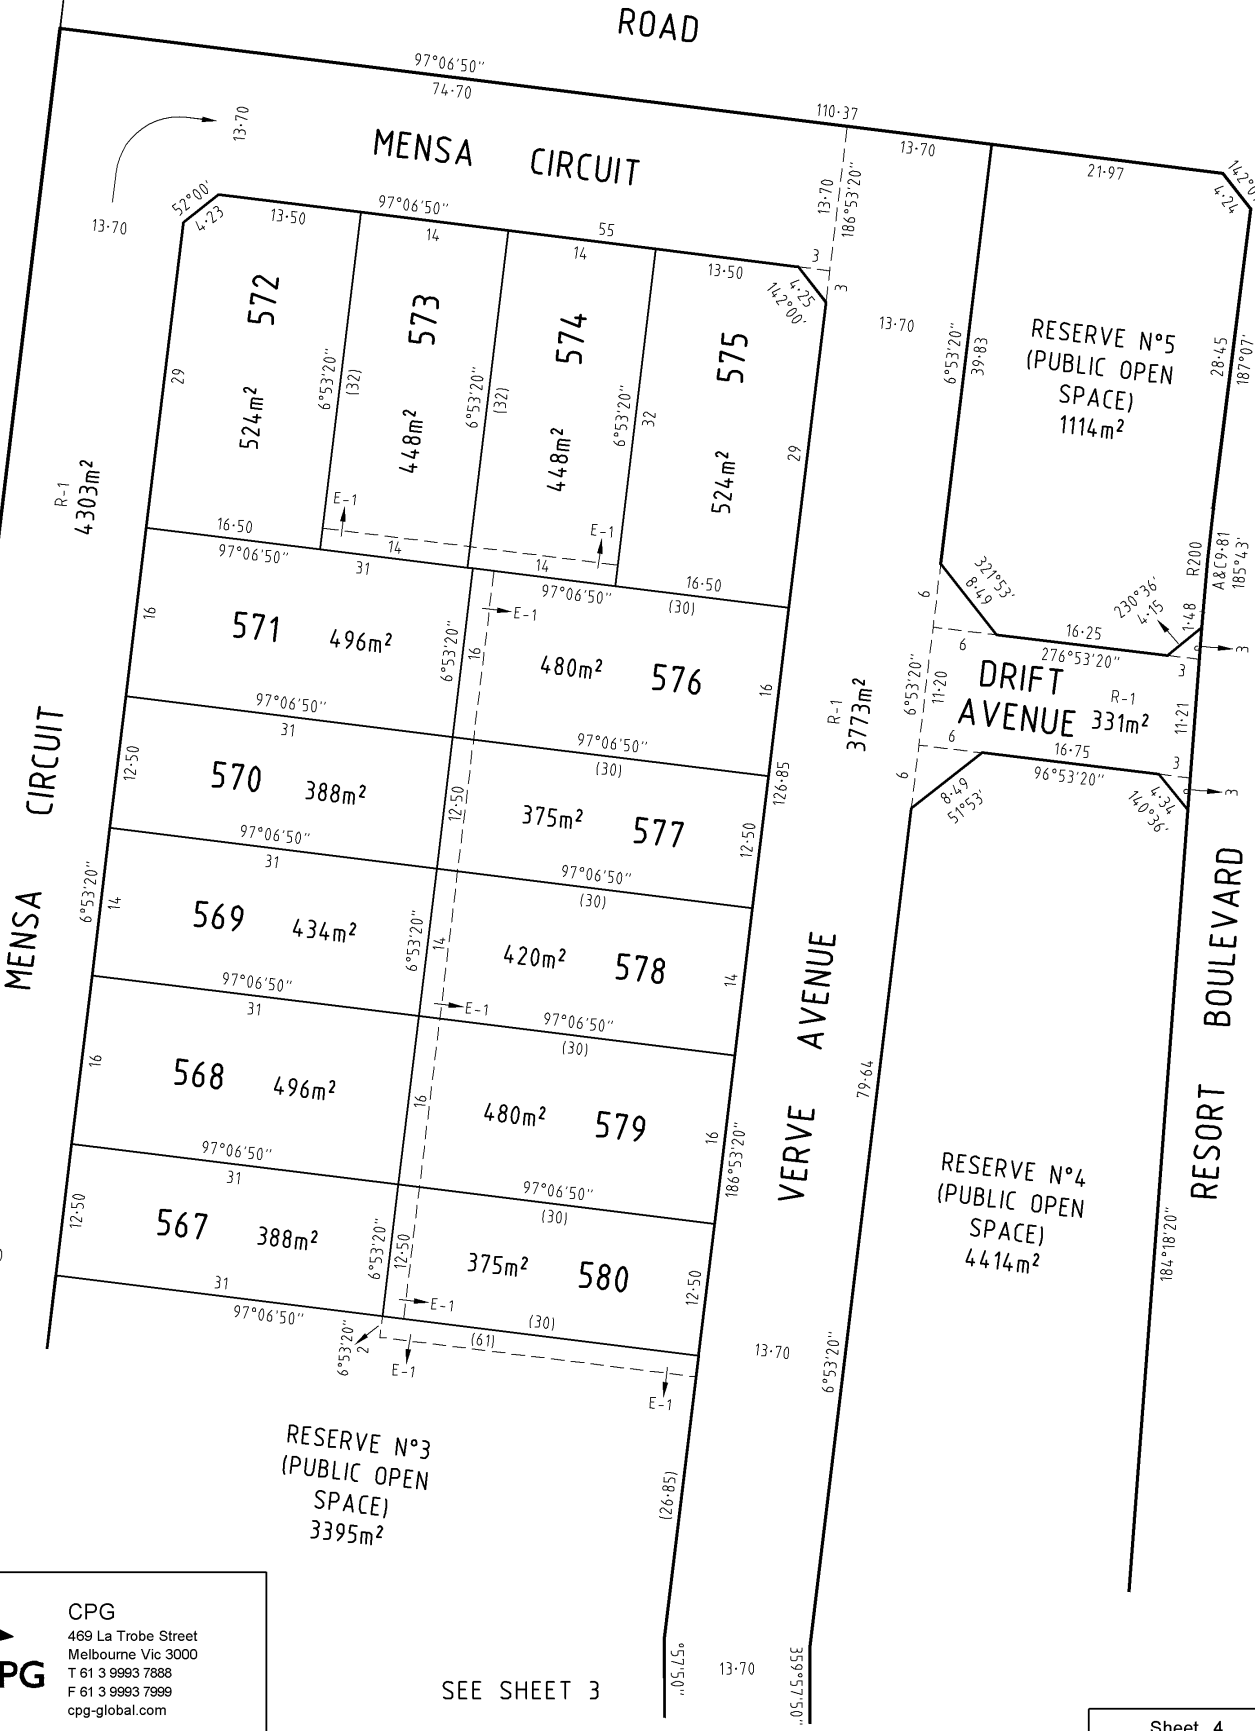 ROAD
97°06'50"
74·70
110·37
13·70
21·97
4·24
MENSA CIRCUIT
13·70
13·70
186°53'20"
52°00'
4·23
13·70
97°06'50"
13·50
14
55
14
13·50
3
3
4·25
142°00'
13·70
572
524m²
573
448m²
574
448m²
575
524m²
29
6°53'20"
(32)
6°53'20"
(32)
6°53'20"
32
29
6°53'20"
39·83
RESERVE N°5
(PUBLIC OPEN
SPACE)
1114m²
28·45
187°07'
R-1
4303m²
E-1
E-1
16·50
97°06'50"
31
14
14
97°06'50"
16·50
(30)
R200
A&C9·81
185°43'
321°53'
8·49
230°36'
4·15
1·48
6
6
16·25
276°53'20"
3
3
16
571
496m²
6°53'20"
16
E-1
480m²
576
16
6°53'20"
11·20
DRIFT
AVENUE
R-1
331m²
11·21
R-1
3773m²
97°06'50"
31
97°06'50"
(30)
6
6
16·75
96°53'20"
3
3
8·49
51°53'
4·34
140°36'
12·50
570
388m²
12·50
375m²
577
12·50
126·85
MENSA CIRCUIT
97°06'50"
31
97°06'50"
(30)
6°53'20"
14
569
434m²
6°53'20"
14
420m²
578
14
97°06'50"
31
E-1
97°06'50"
(30)
VERVE AVENUE
RESORT BOULEVARD
79·64
16
568
496m²
16
480m²
579
16
186°53'20"
97°06'50"
31
97°06'50"
(30)
RESERVE N°4
(PUBLIC OPEN
SPACE)
4414m²
184°18'20"
12·50
567
388m²
6°53'20"
12·50
375m²
580
12·50
31
97°06'50"
E-1
(30)
(61)
6°53'20"
2
E-1
E-1
13·70
6°53'20"
RESERVE N°3
(PUBLIC OPEN
SPACE)
3395m²
(26·85)
CPG
469 La Trobe Street
Melbourne Vic 3000
T 61 3 9993 7888
F 61 3 9993 7999
cpg-global.com
PG
SEE SHEET 3
°57'50"
13·70
359°57'50"
Sheet 4